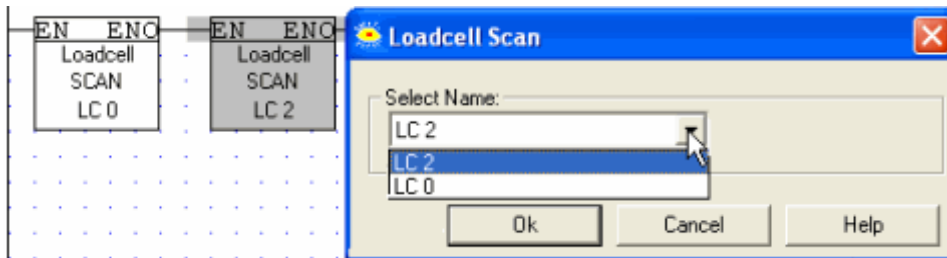 EN ENO
Loadcell
SCAN
LC 0
EN ENO
Loadcell
SCAN
LC 2
Loadcell Scan
Select Name:
LC 2
LC 2
LC 0
Ok Cancel Help